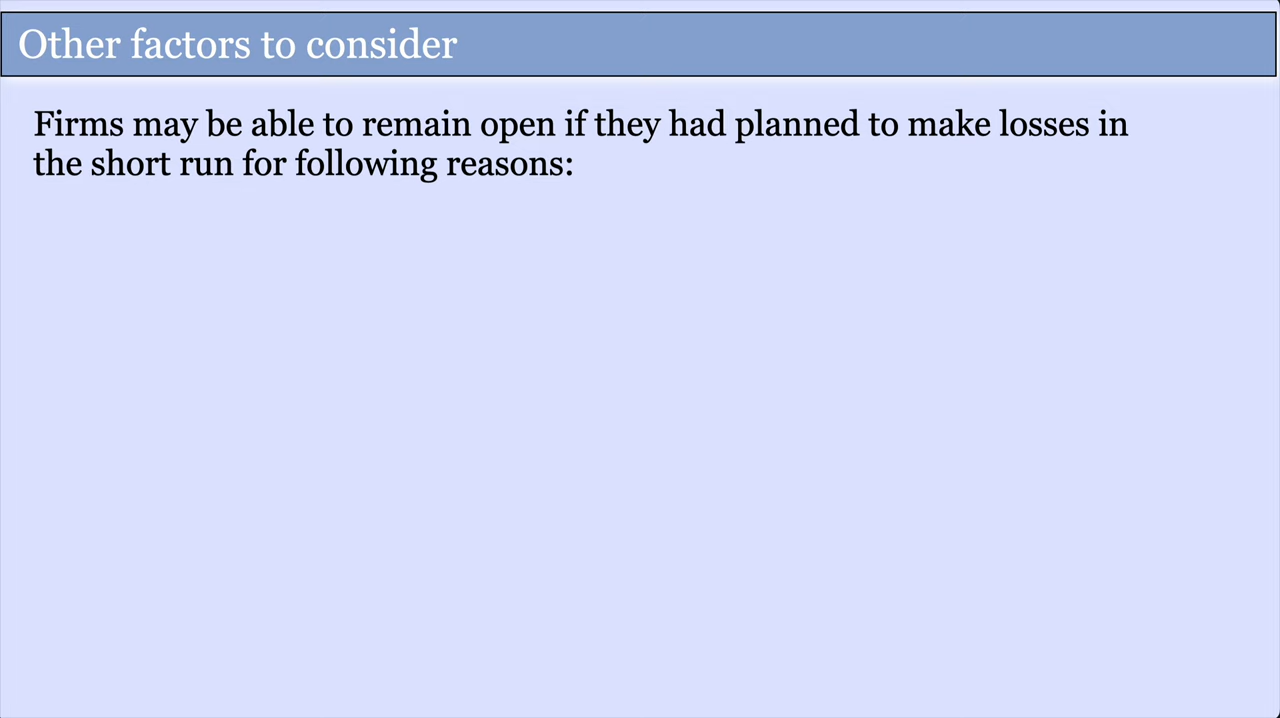 Other factors to consider
Firms may be able to remain open if they had planned to make losses in
the short run for following reasons: